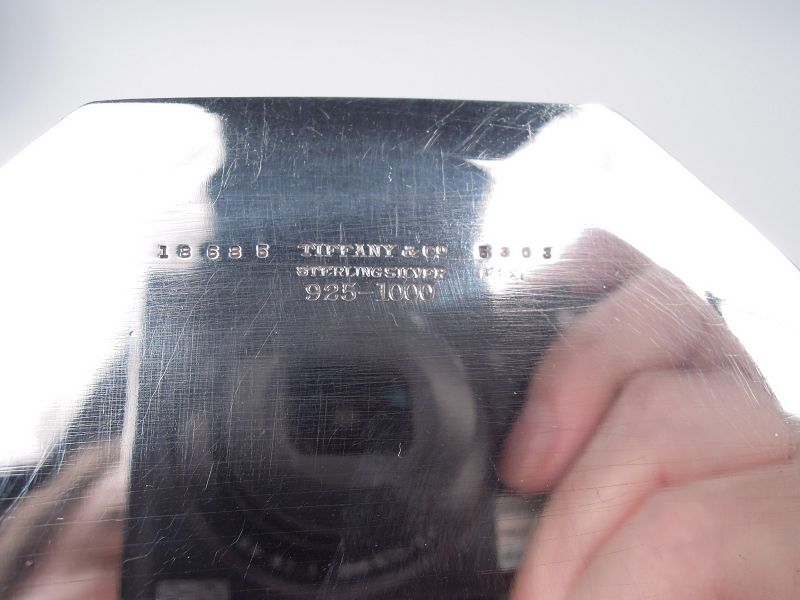 18685 TIFFANY & Co 5303
STERLING SILVER
925-1000